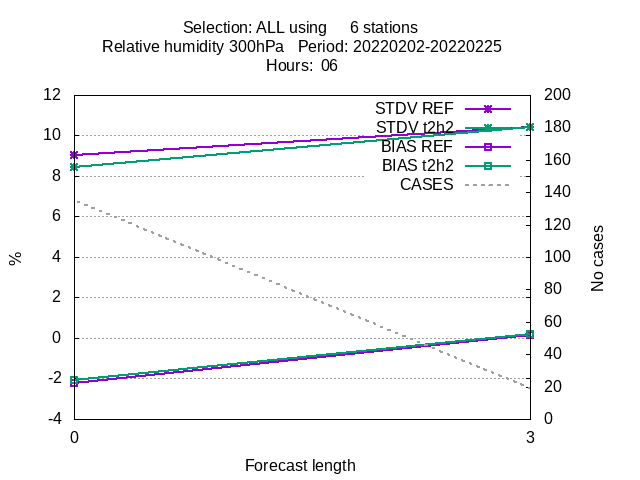 Selection: ALL using     6 stations
Relative humidity 300hPa   Period: 20220202-20220225
Hours:  06
STDV REF
STDV t2h2
BIAS REF
BIAS t2h2
CASES
12
10
8
6
4
2
0
-2
-4
%
200
180
160
140
120
100
80
60
40
20
0
No cases
0
3
Forecast length